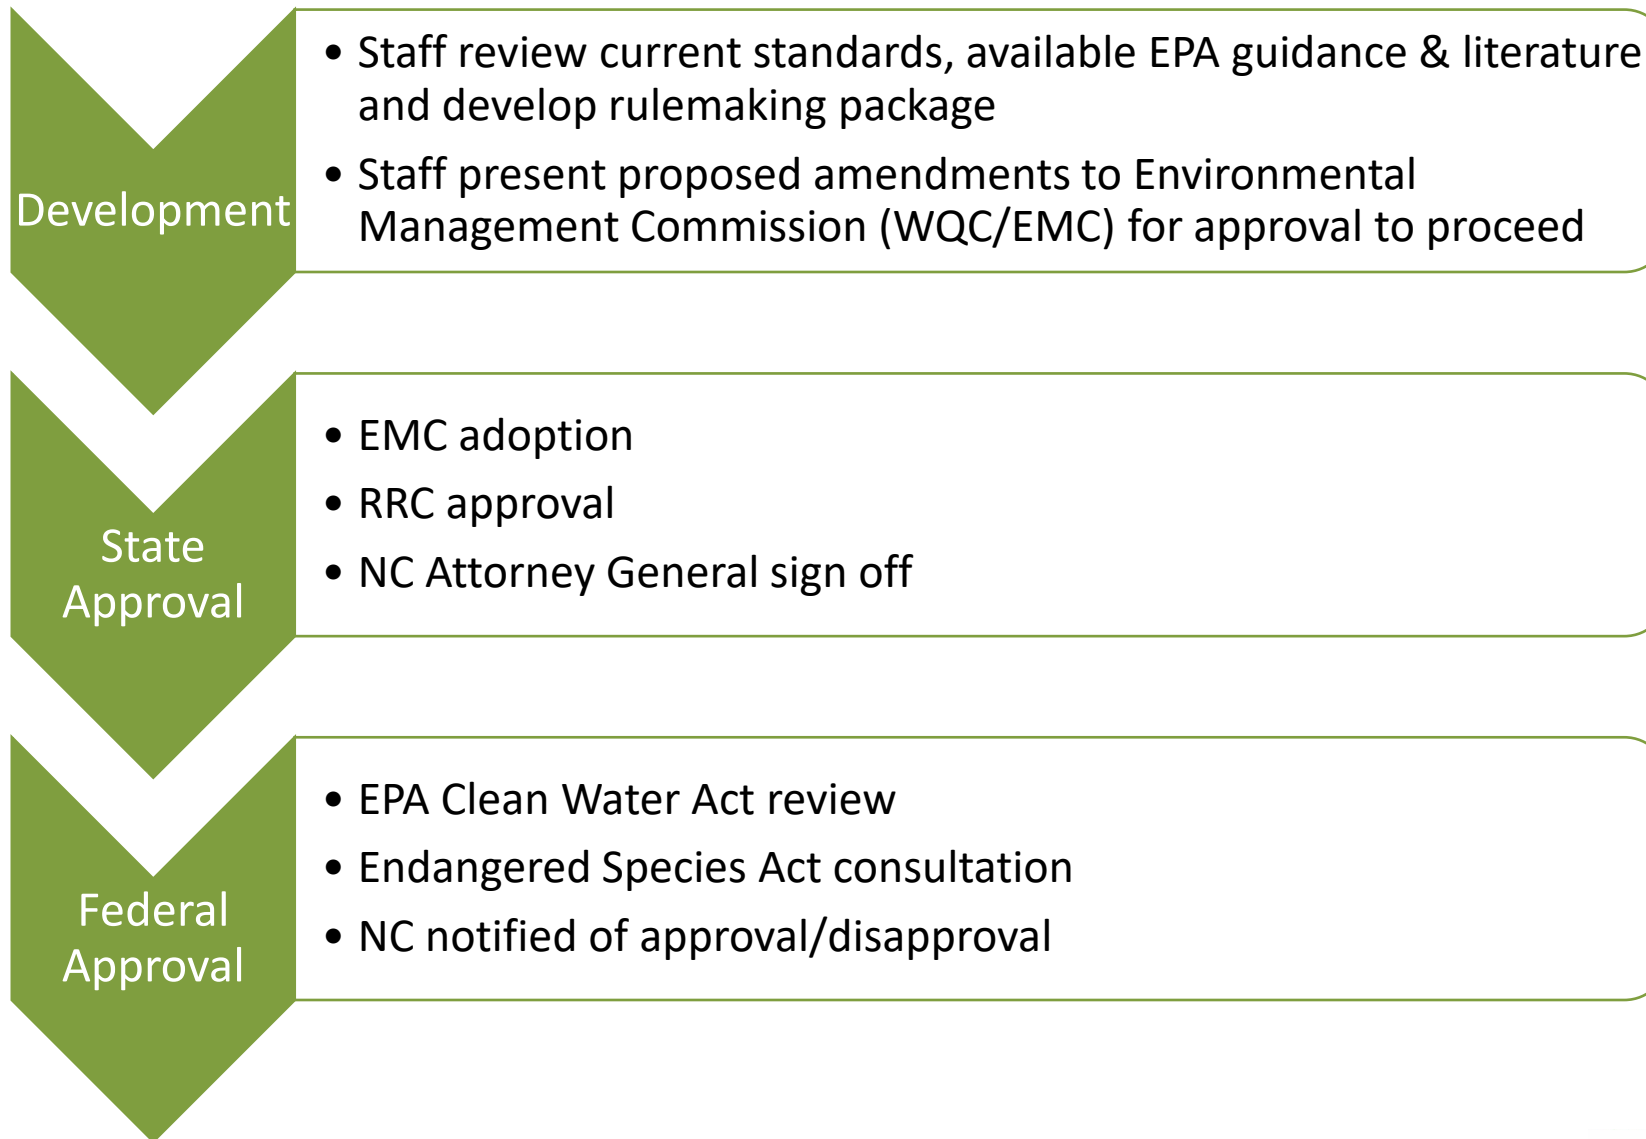 Development
• Staff review current standards, available EPA guidance & literature
and develop rulemaking package
• Staff present proposed amendments to Environmental
Management Commission (WQC/EMC) for approval to proceed
State
Approval
• EMC adoption
• RRC approval
• NC Attorney General sign off
Federal
Approval
• EPA Clean Water Act review
• Endangered Species Act consultation
• NC notified of approval/disapproval